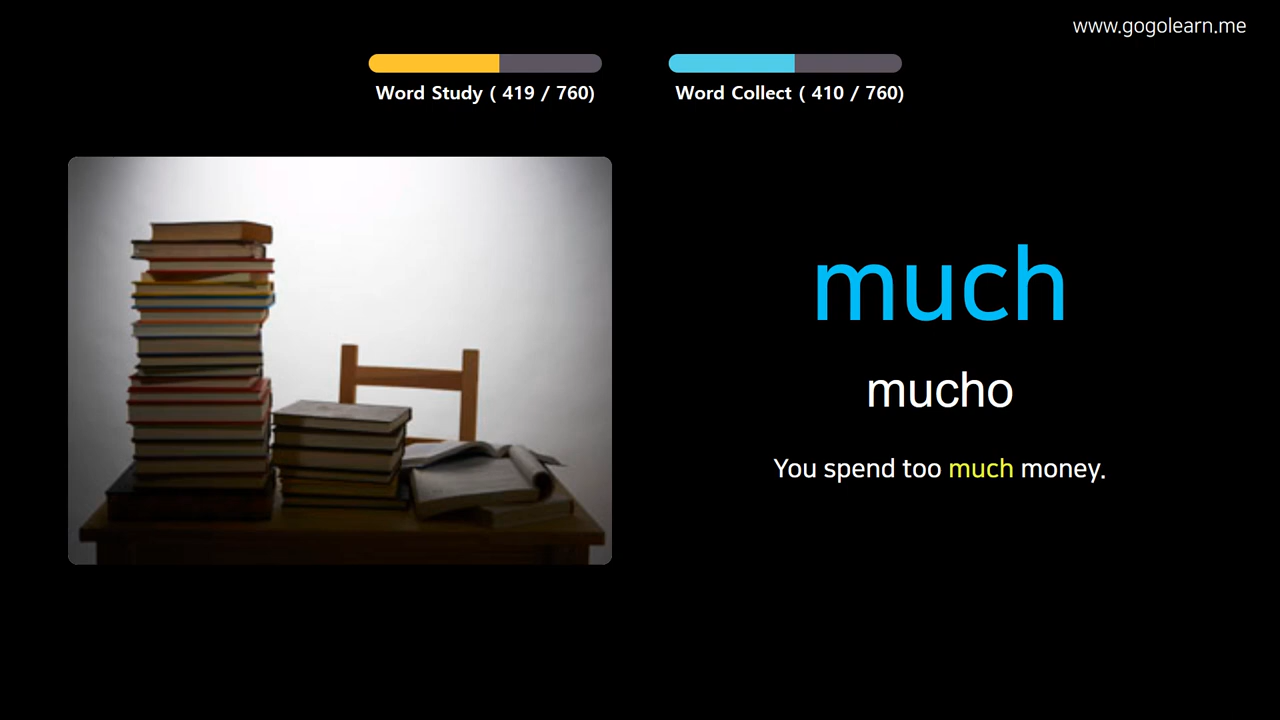 www.gogolearn.me
Word Study ( 419 / 760)
Word Collect ( 410 / 760)
much
mucho
You spend too much money.